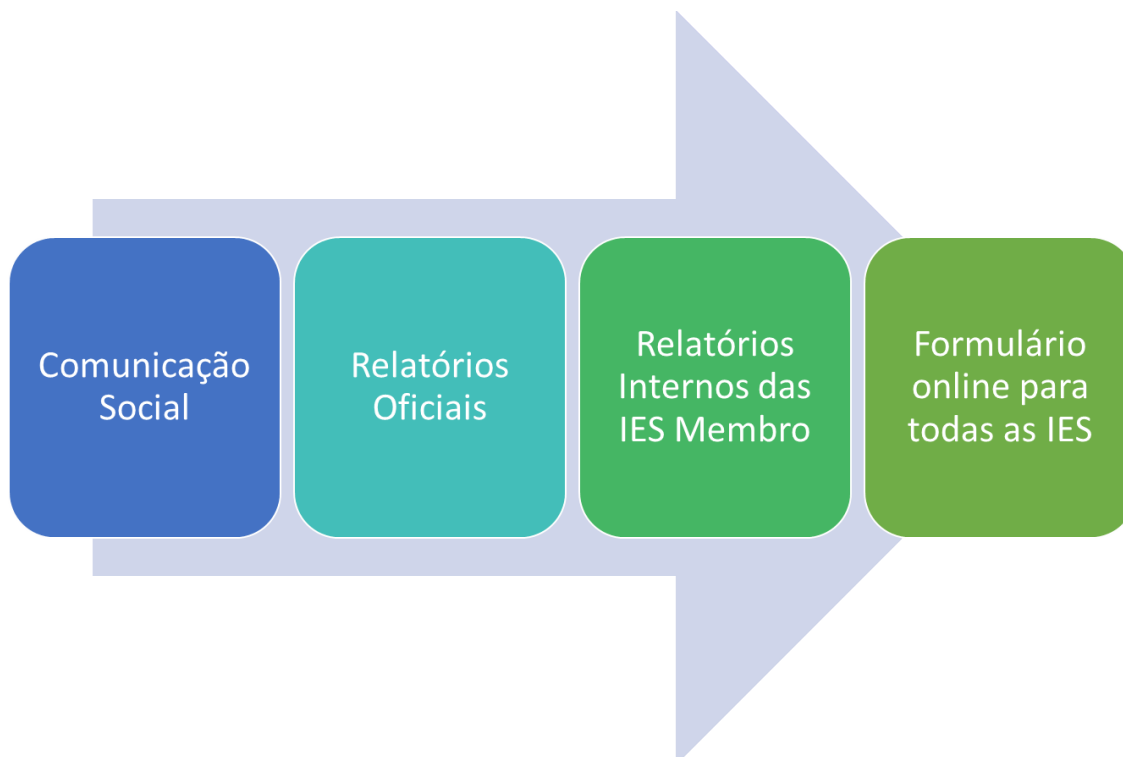 Comunicação
Social
Relatórios
Oficiais
Relatórios
Internos das
IES Membro
Formulário
online para
todas as IES